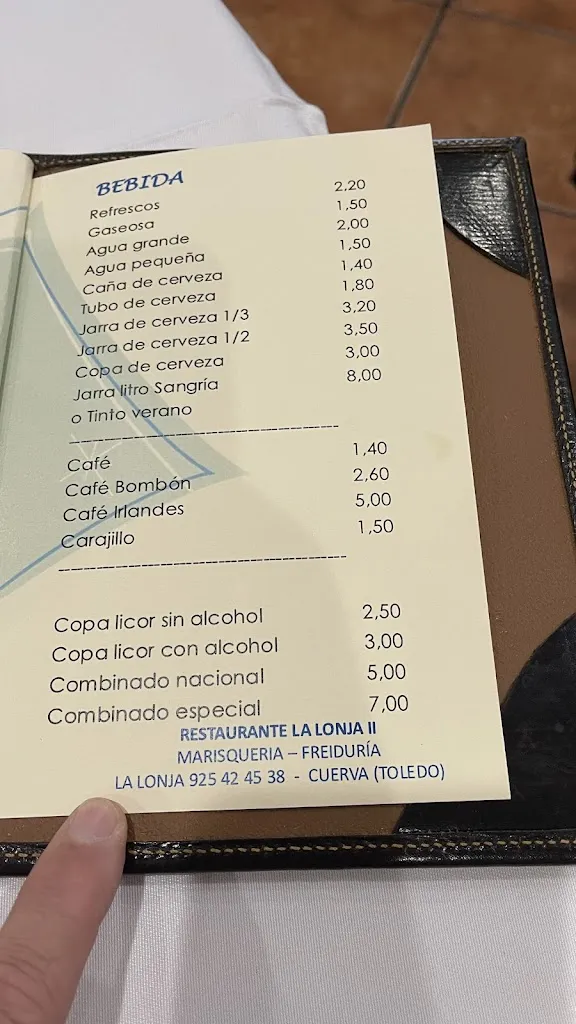 BEBIDA
Refrescos 2,20
Gaseosa 1,50
Agua grande 2,00
Agua pequeña 1,50
Caña de cerveza 1,40
Tubo de cerveza 1,80
Jarra de cerveza 1/3 3,20
Jarra de cerveza 1/2 3,50
Copa de cerveza 3,00
Jarra litro Sangría 8,00
o Tinto verano
Café 1,40
Café Bombón 2,60
Café Irlandes 5,00
Carajillo 1,50
Copa licor sin alcohol 2,50
Copa licor con alcohol 3,00
Combinado nacional 5,00
Combinado especial 7,00
RESTAURANTE LA LONJA II
MARISQUERIA – FREIDURÍA
LA LONJA 925 42 45 38 - CUERVA (TOLEDO)